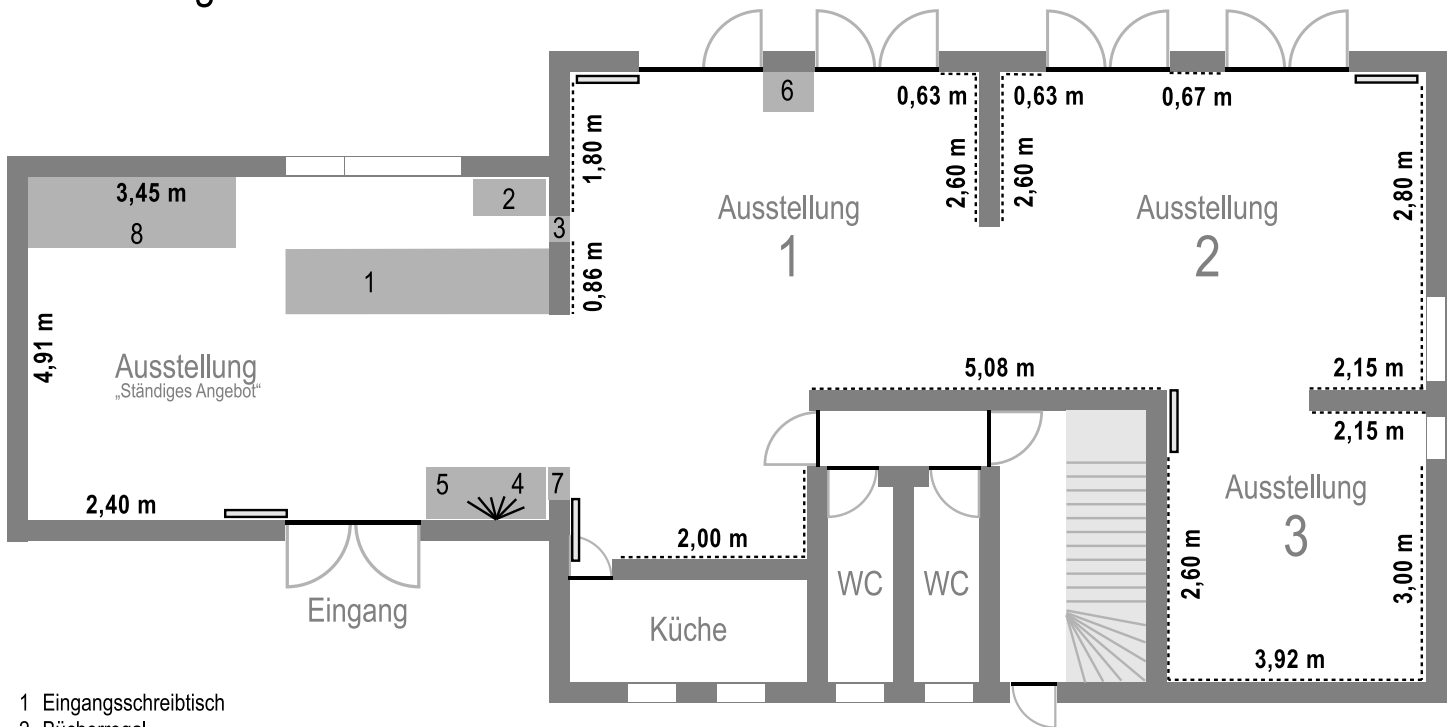 6
0,63 m
0,63 m
0,67 m
1,80 m
2,60 m
2,60 m
2,80 m
3,45 m
8
2
3
1
0,86 m
Ausstellung
1
Ausstellung
2
4,91 m
Ausstellung
„Ständiges Angebot“
5,08 m
2,15 m
2,15 m
2,40 m
5
4
7
2,00 m
Ausstellung
3
2,60 m
3,00 m
3,92 m
Eingang
Küche
WC
WC
1 Eingangsschreibtisch